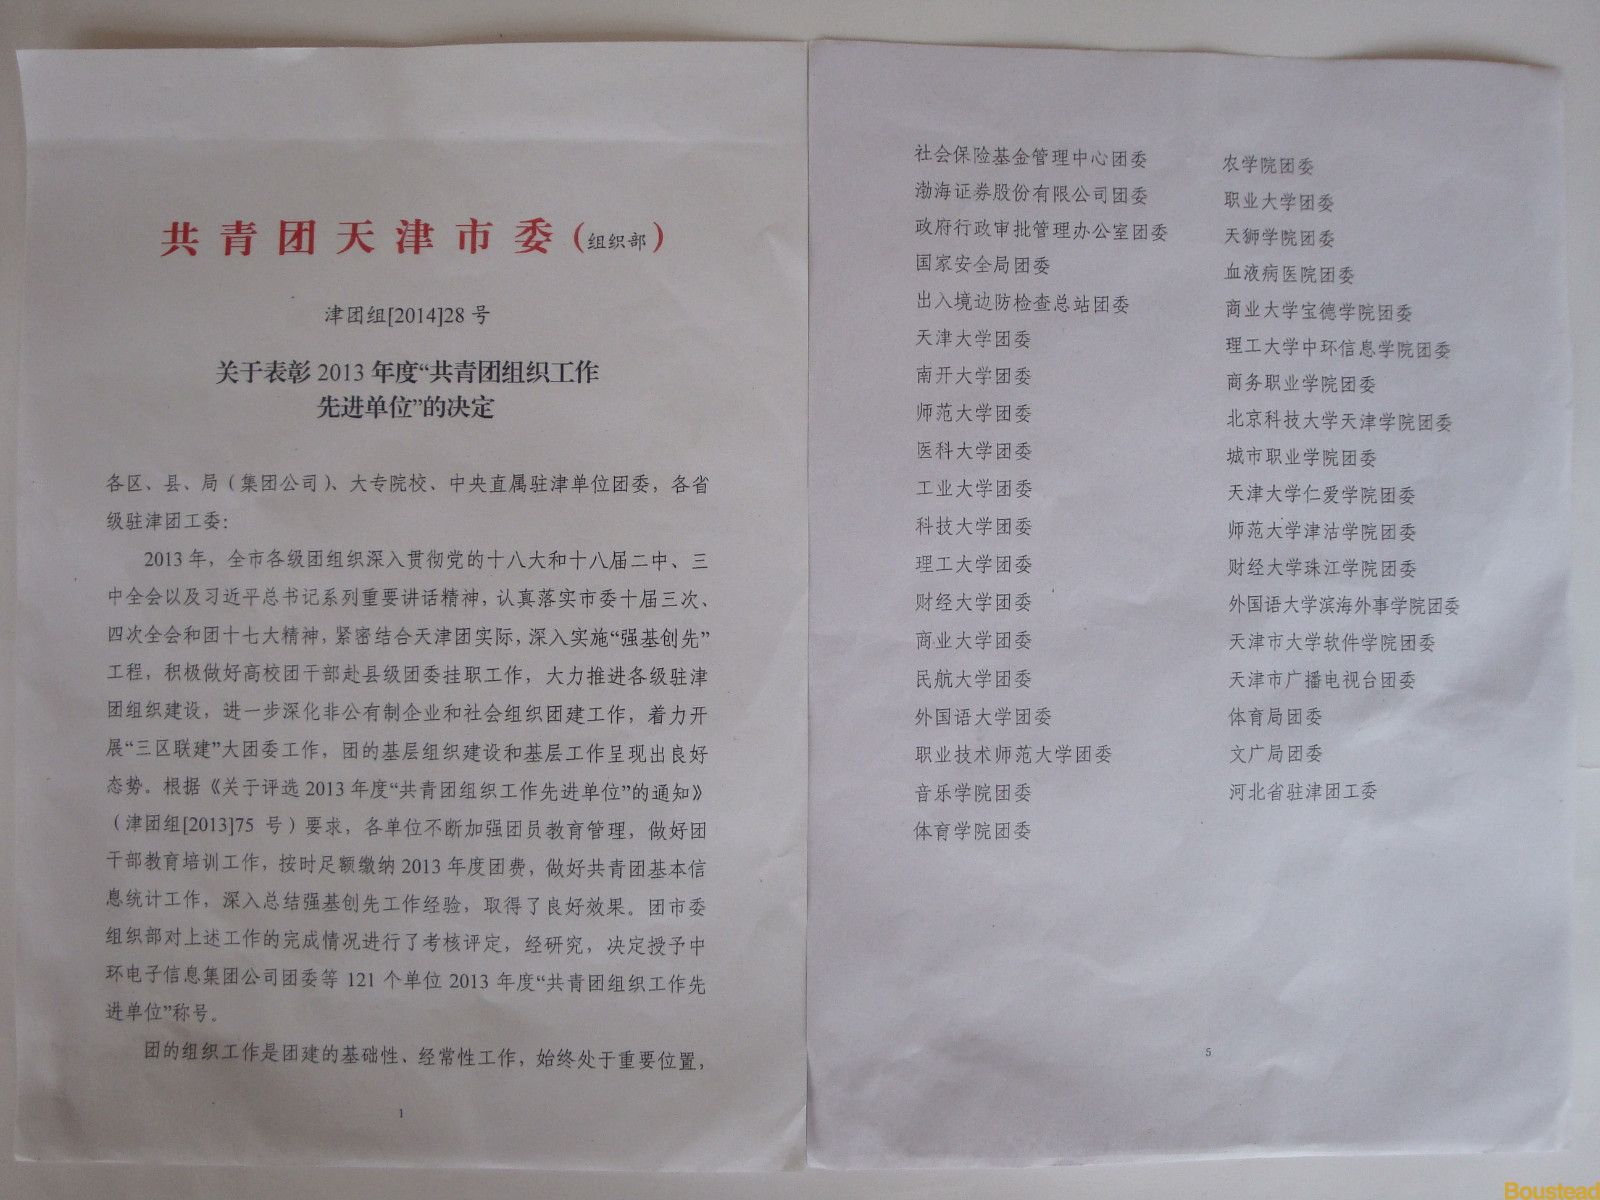 共青团天津市委(组织部)
津团组[2014]28 号
关于表彰 2013 年度“共青团组织工作
先进单位”的决定
各区、县、局（集团公司）、大专院校、中央直属驻津单位团委，各省
级驻津团工委：
2013 年，全市各级团组织深入贯彻党的十八大和十八届二中、三
中全会以及习近平总书记系列重要讲话精神，认真落实市委十届三次、
四次全会和团十七大精神，紧密结合天津团实际，深入实施“强基创先”
工程，积极做好高校团干部赴县级团委挂职工作，大力推进各级驻津
团组织建设，进一步深化非公有制企业和社会组织团建工作，着力开
展“三区联建”大团委工作，团的基层组织建设和基层工作呈现出良好
态势。根据《关于评选 2013 年度“共青团组织工作先进单位”的通知》
（津团组[2013]75 号）要求，各单位不断加强团员教育管理，做好团
干部教育培训工作，按时足额缴纳 2013 年度团费，做好共青团基本信
息统计工作，深入总结强基创先工作经验，取得了良好效果。团市委
组织部对上述工作的完成情况进行了考核评定，经研究，决定授予中
环电子信息集团公司团委等 121 个单位 2013 年度“共青团组织工作先
进单位”称号。
团的组织工作是团建的基础性、经常性工作，始终处于重要位置，
1
社会保险基金管理中心团委
渤海证券股份有限公司团委
政府行政审批管理办公室团委
国家安全局团委
出入境边防检查总站团委
天津大学团委
南开大学团委
师范大学团委
医科大学团委
工业大学团委
科技大学团委
理工大学团委
财经大学团委
商业大学团委
民航大学团委
外国语大学团委
职业技术师范大学团委
音乐学院团委
体育学院团委
农学院团委
职业大学团委
天狮学院团委
血液病医院团委
商业大学宝德学院团委
理工大学中环信息学院团委
商务职业学院团委
北京科技大学天津学院团委
城市职业学院团委
天津大学仁爱学院团委
师范大学津沽学院团委
财经大学珠江学院团委
外国语大学滨海外事学院团委
天津市大学软件学院团委
天津市广播电视台团委
体育局团委
文广局团委
河北省驻津团工委
5
Boustead